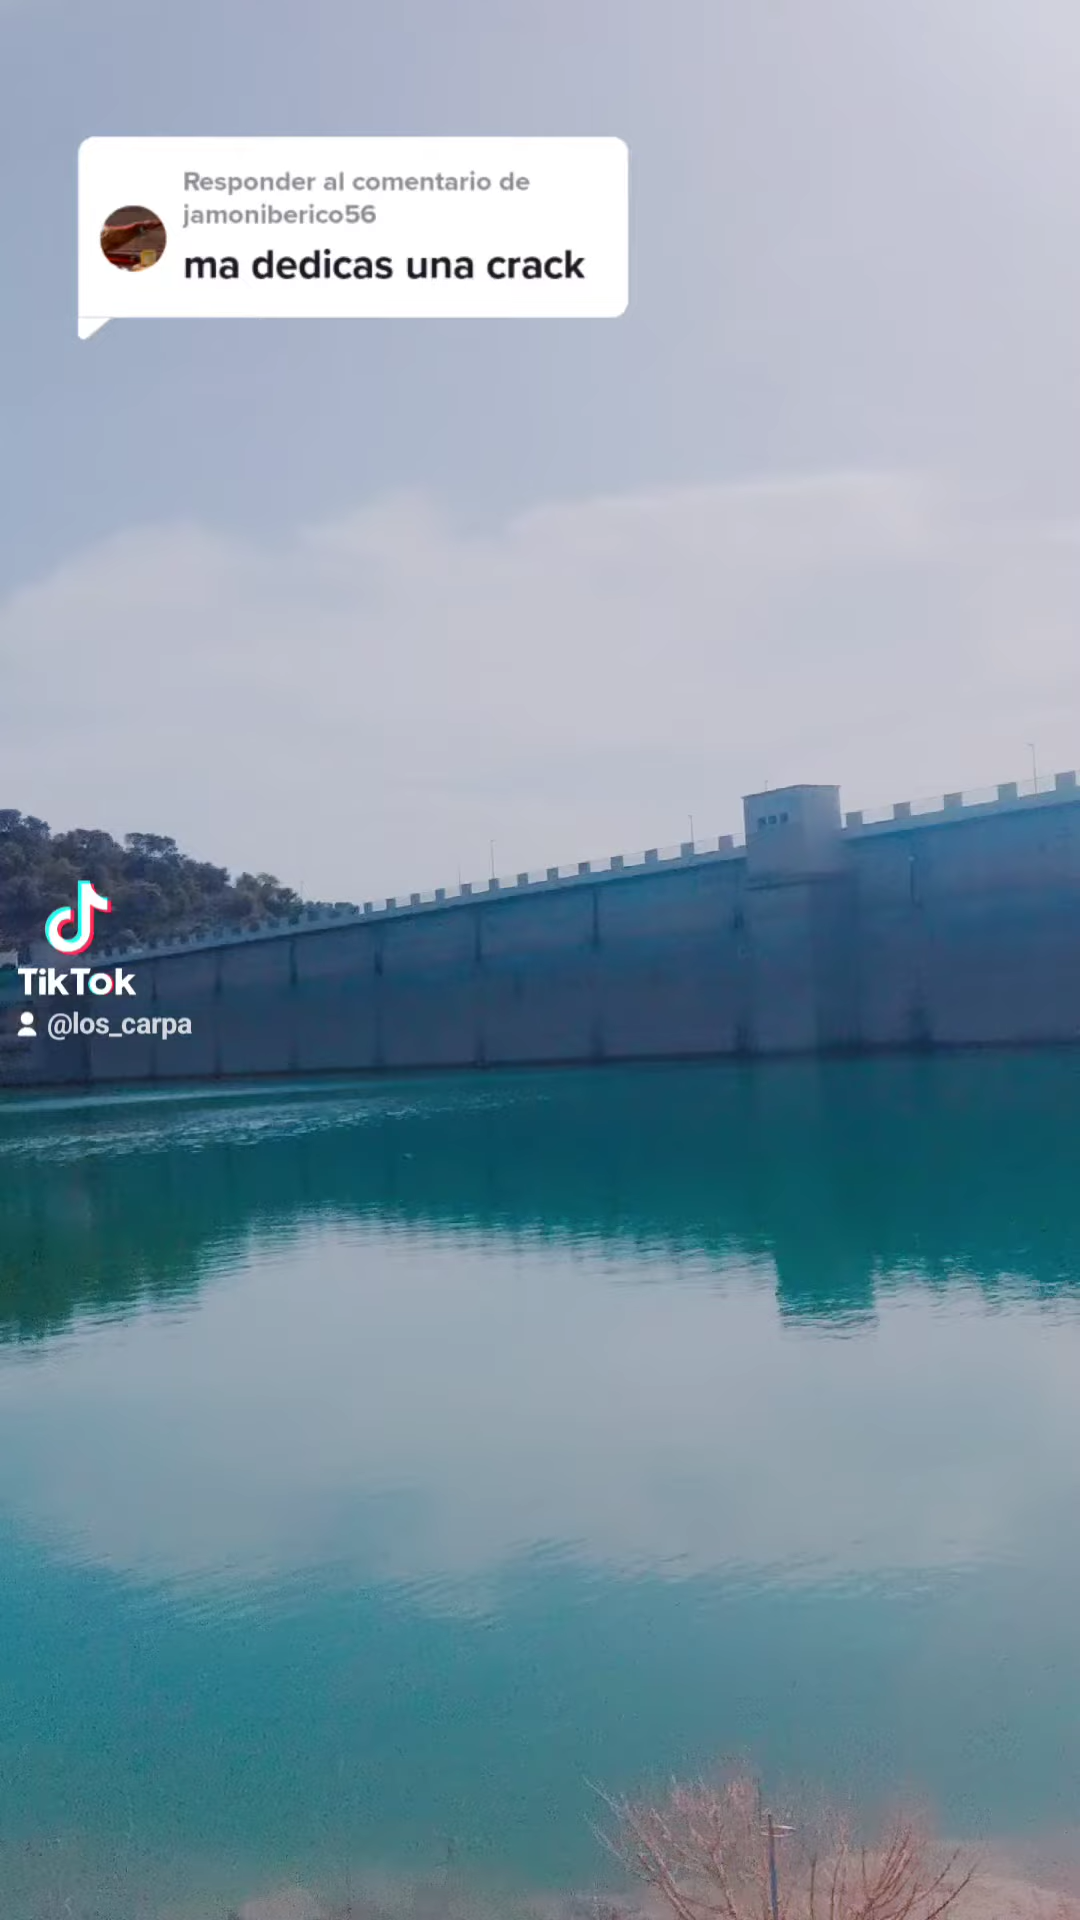 Responder al comentario de
jamoniberico56
ma dedicas una crack
TikTok
@los_carpa